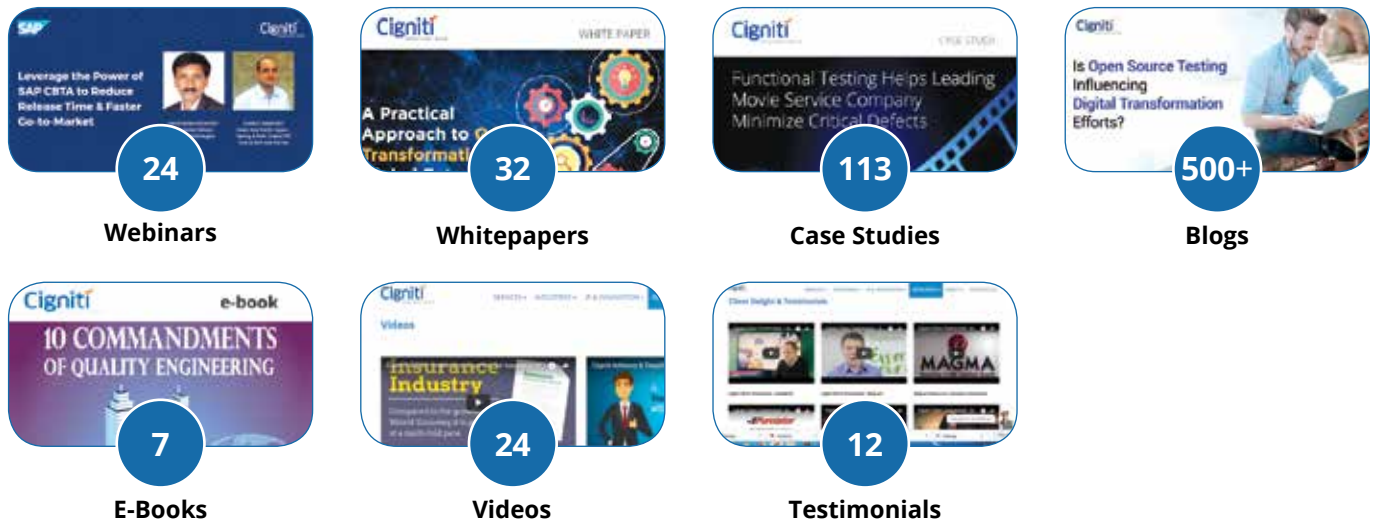 SAP
Cigniti
Leverage the Power of
SAP CBTA to Reduce
Release Time & Faster
Go-to-Market
24
Webinars
Cigniti
WHITE PAPER
A Practical
Approach to
32
Whitepapers
Cigniti
CASE STUDY
Functional Testing Helps Leading
Movie Service Company
Minimize Critical Defects
113
Case Studies
Cigniti
Is Open Source Testing
Influencing
Digital Transformation
Efforts?
500+
Blogs
Cigniti
e-book
10 COMMANDMENTS
OF QUALITY ENGINEERING
7
E-Books
Cigniti
SERVICES
INDUSTRIES
Videos
Insurance
Industry
24
Videos
Client Delight & Testimonials
MAGMA
12
Testimonials